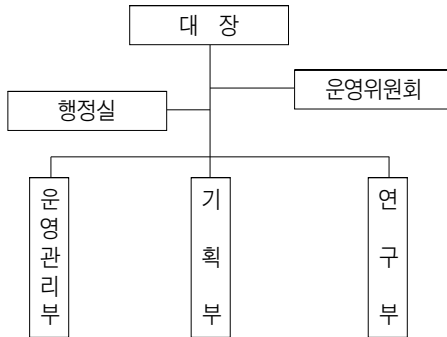 대 장
운영위원회
행정실
운영관리부
기획부
연구부